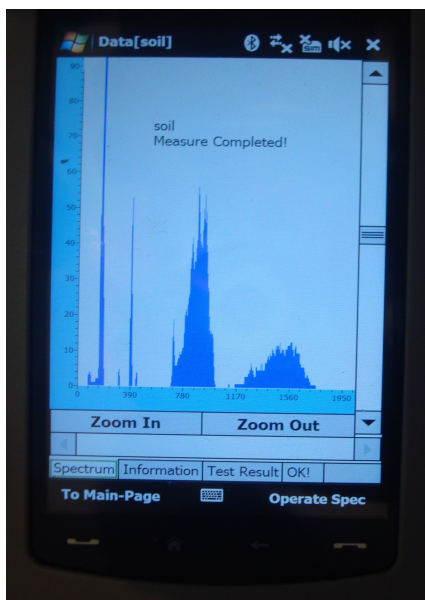 Data[soil]
sim
90
80
70
60
50
40
30
20
10
0
soil
Measure Completed!
0 390 780 1170 1560 1950
Zoom In Zoom Out
Spectrum Information Test Result OK!
To Main-Page Operate Spec